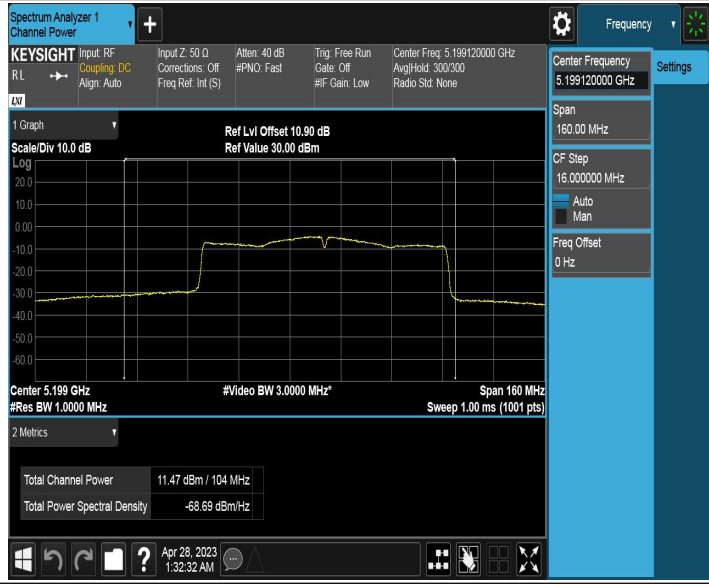 Spectrum Analyzer 1
Channel Power
Frequency
KEYSIGHT
RL
LXI
Input: RF
Coupling: DC
Align: Auto
Input Z: 50 Ω
Corrections: Off
Freq Ref: Int (S)
Atten: 40 dB
#PNO: Fast
Trig: Free Run
Gate: Off
#IF Gain: Low
Center Freq: 5.199120000 GHz
Avg|Hold: 300/300
Radio Std: None
Center Frequency
5.199120000 GHz
Settings
Span
160.00 MHz
CF Step
16.000000 MHz
Auto
Man
Freq Offset
0 Hz
1 Graph
Scale/Div 10.0 dB
Ref Lvl Offset 10.90 dB
Ref Value 30.00 dBm
Log
20.0
10.0
0.00
-10.0
-20.0
-30.0
-40.0
-50.0
-60.0
Center 5.199 GHz
#Res BW 1.0000 MHz
#Video BW 3.0000 MHz*
Span 160 MHz
Sweep 1.00 ms (1001 pts)
2 Metrics
Total Channel Power 11.47 dBm / 104 MHz
Total Power Spectral Density -68.69 dBm/Hz
Apr 28, 2023
1:32:32 AM